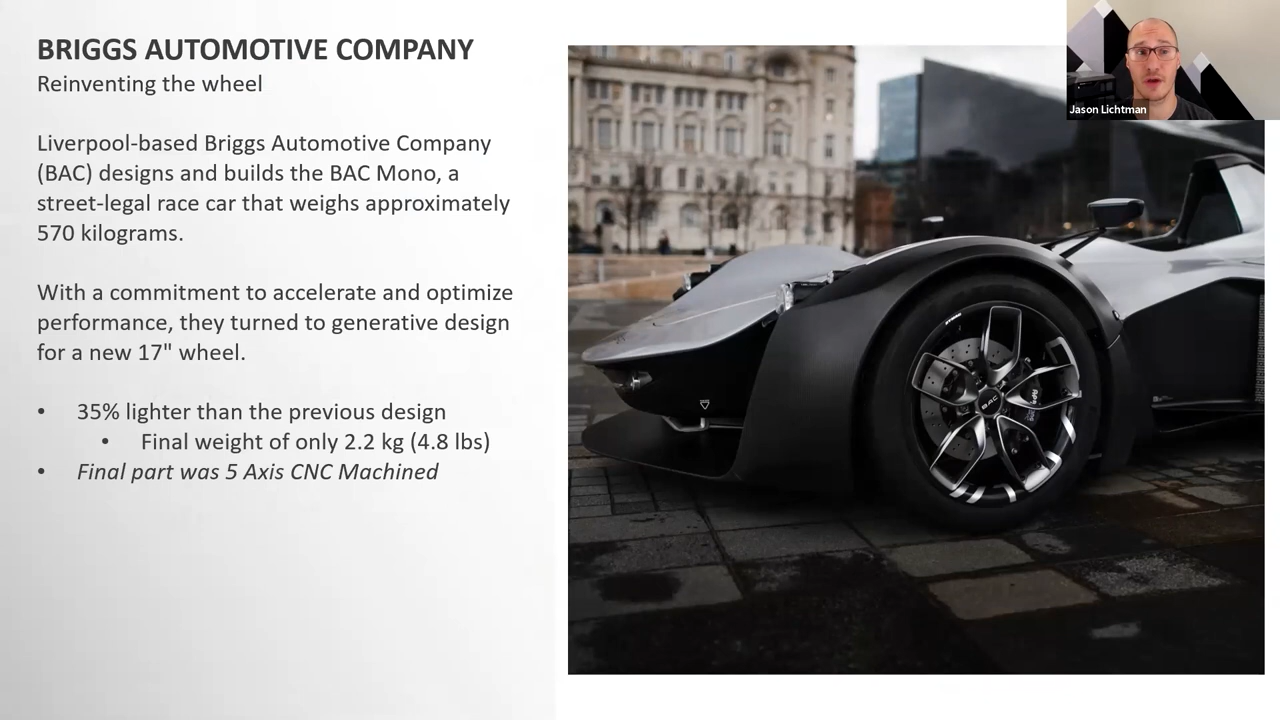 BRIGGS AUTOMOTIVE COMPANY
Reinventing the wheel
Liverpool-based Briggs Automotive Company
(BAC) designs and builds the BAC Mono, a
street-legal race car that weighs approximately
570 kilograms.
With a commitment to accelerate and optimize
performance, they turned to generative design
for a new 17" wheel.
• 35% lighter than the previous design
• Final weight of only 2.2 kg (4.8 lbs)
• Final part was 5 Axis CNC Machined
Jason Lichtman
BAC